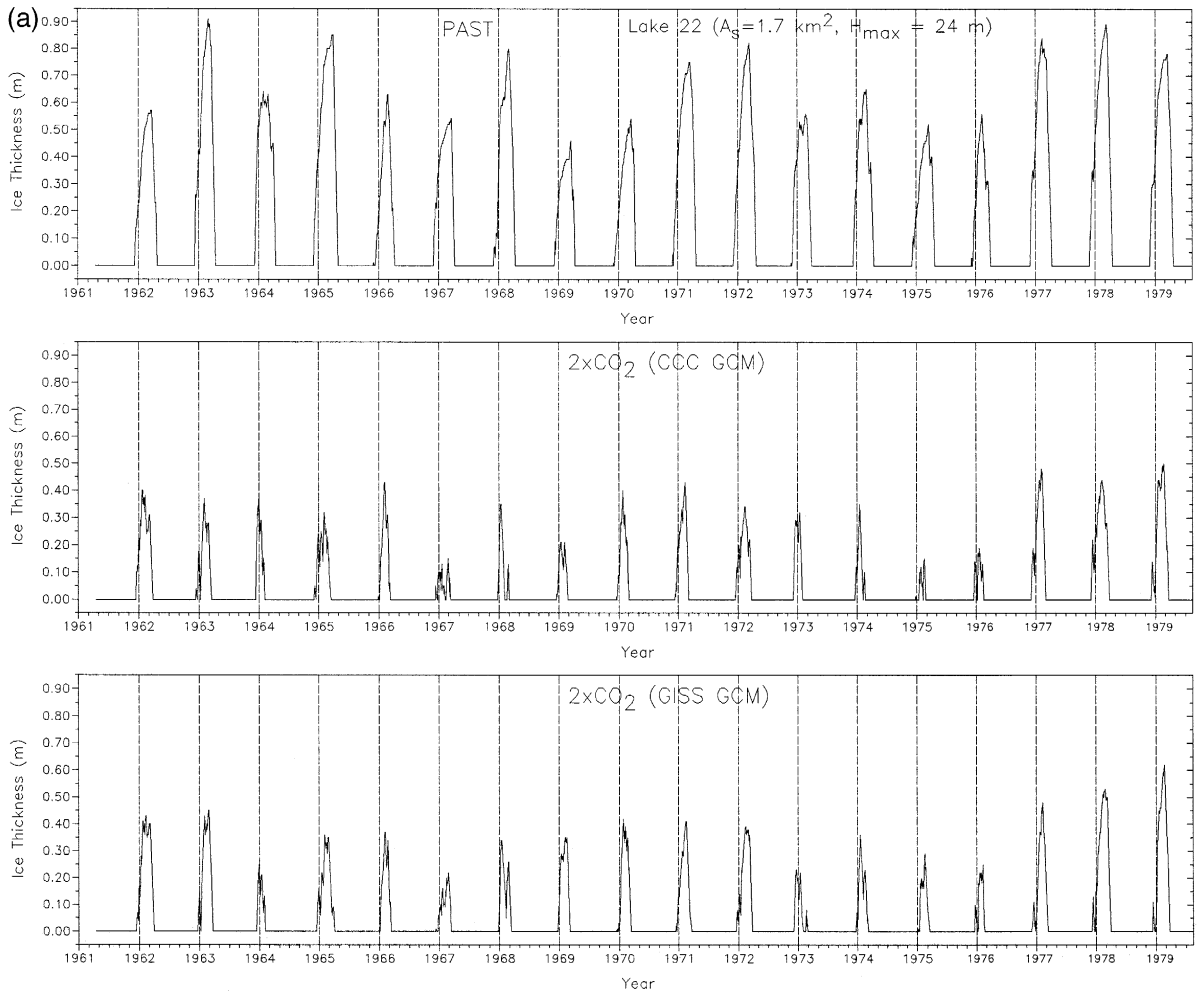 (a)
PAST Lake 22 (As=1.7 km², Hmax = 24 m)
Ice Thickness (m)
0.90
0.80
0.70
0.60
0.50
0.40
0.30
0.20
0.10
0.00
1961 1962 1963 1964 1965 1966 1967 1968 1969 1970 1971 1972 1973 1974 1975 1976 1977 1978 1979
Year
2xCO₂ (CCC GCM)
Ice Thickness (m)
0.90
0.80
0.70
0.60
0.50
0.40
0.30
0.20
0.10
0.00
1961 1962 1963 1964 1965 1966 1967 1968 1969 1970 1971 1972 1973 1974 1975 1976 1977 1978 1979
Year
2xCO₂ (GISS GCM)
Ice Thickness (m)
0.90
0.80
0.70
0.60
0.50
0.40
0.30
0.20
0.10
0.00
1961 1962 1963 1964 1965 1966 1967 1968 1969 1970 1971 1972 1973 1974 1975 1976 1977 1978 1979
Year